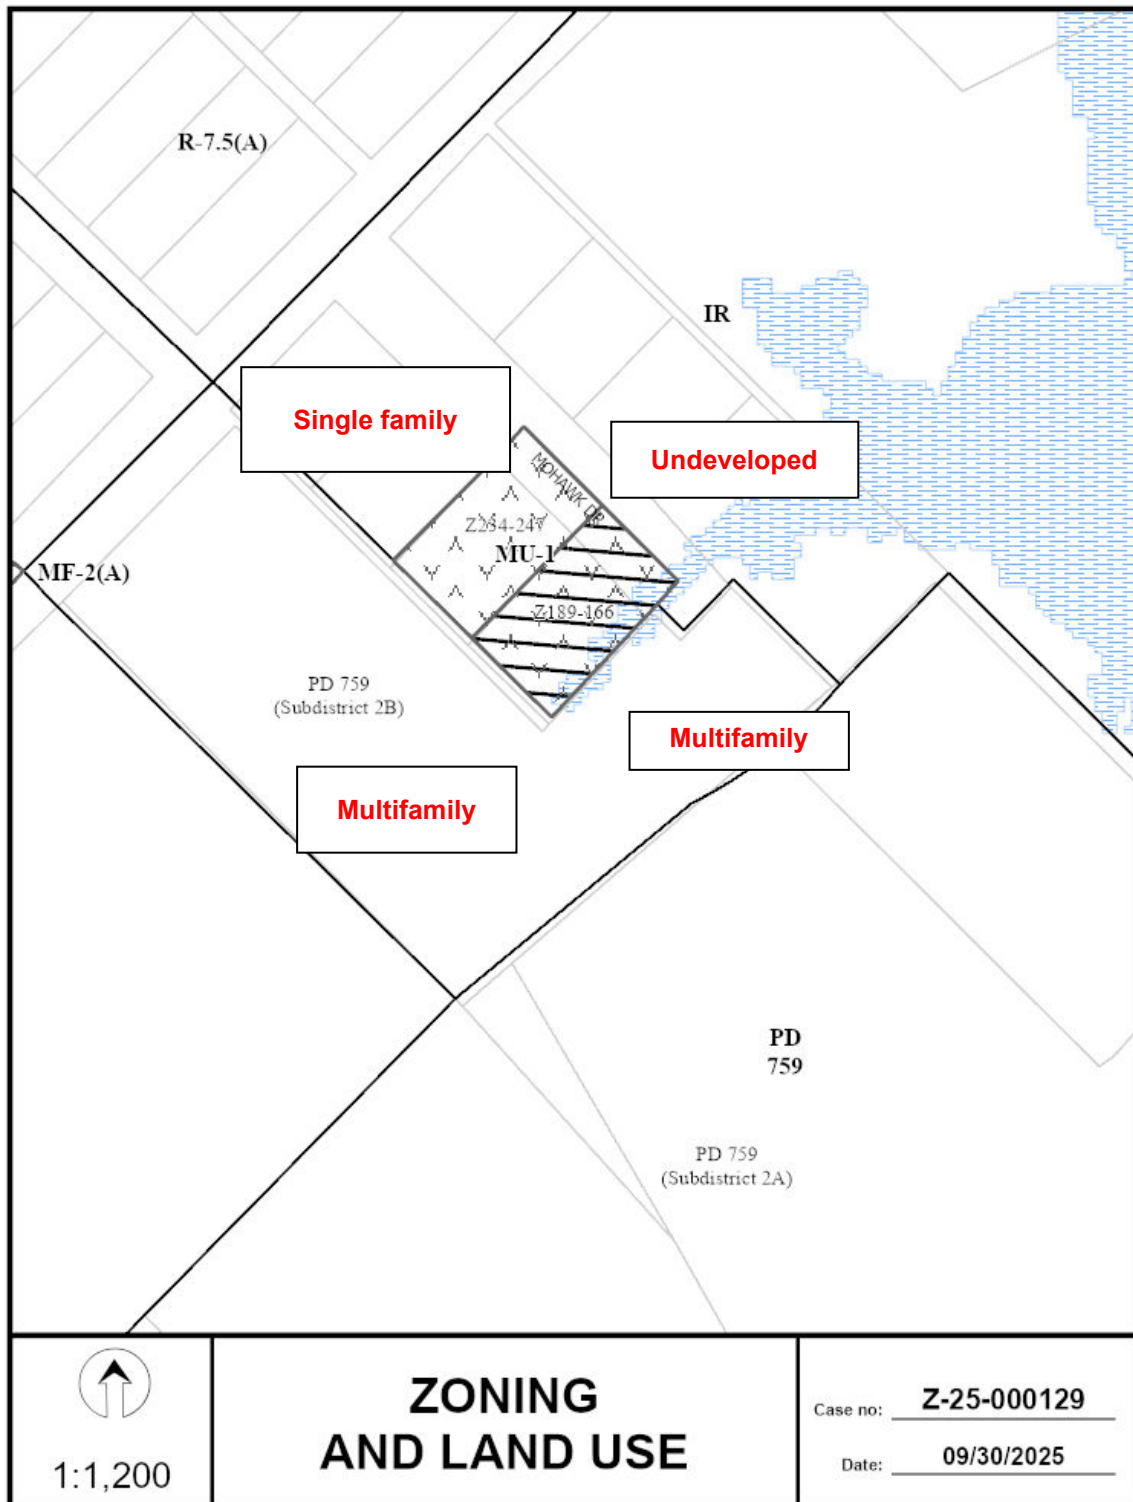 R-7.5(A)
IR
Single family
Undeveloped
MOHAWK DR
Z234-247
MU-1
MF-2(A)
Z189-166
PD 759
(Subdistrict 2B)
Multifamily
Multifamily
PD
759
PD 759
(Subdistrict 2A)
1:1,200
ZONING
AND LAND USE
Case no: Z-25-000129
Date: 09/30/2025